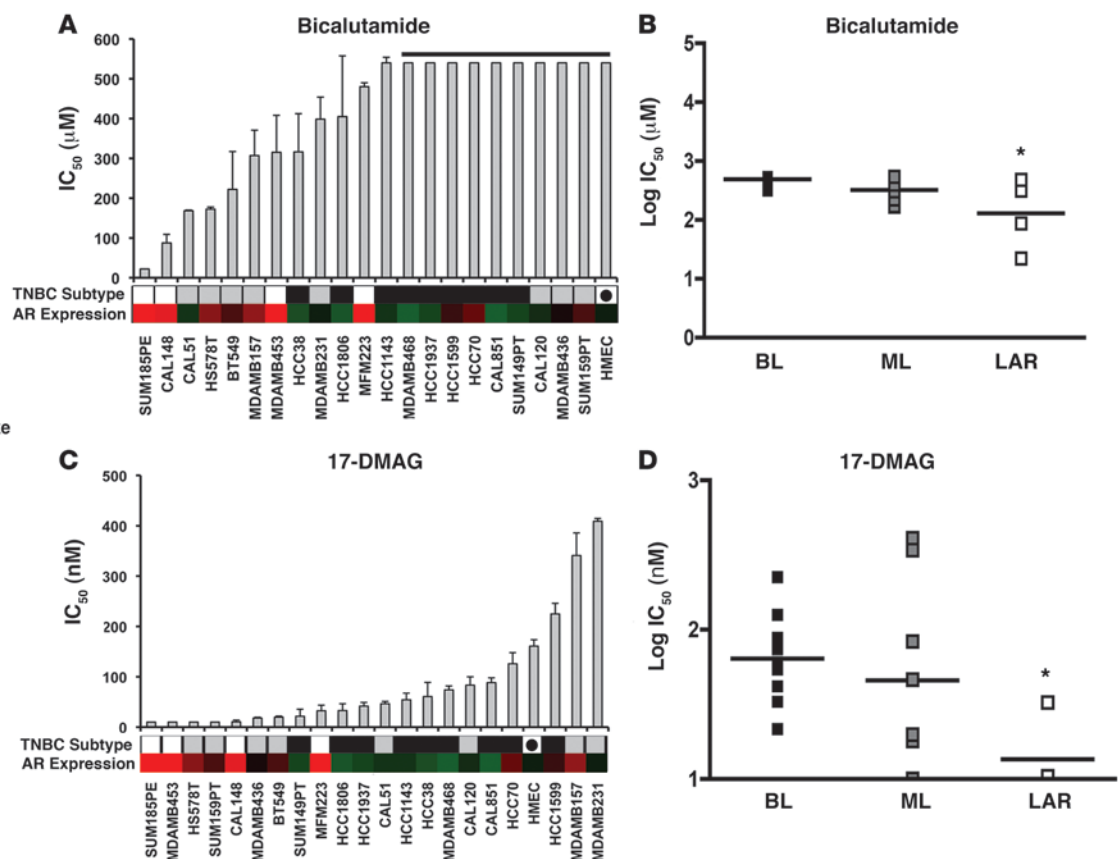 A
Bicalutamide
IC50 (μM)
600
500
400
300
200
100
0
TNBC Subtype
AR Expression
SUM185PE
CAL148
CAL51
HS578T
BT549
MDAMB157
MDAMB453
HCC38
MDAMB231
HCC1806
MFM223
HCC1143
MDAMB468
HCC1937
HCC1599
HCC70
CAL851
SUM149PT
CAL120
MDAMB436
SUM159PT
HMEC
B
Bicalutamide
Log IC50 (μM)
5
4
3
2
1
0
*
BL ML LAR
C
17-DMAG
IC50 (nM)
500
400
300
200
100
0
TNBC Subtype
AR Expression
SUM185PE
MDAMB453
HS578T
SUM159PT
CAL148
MDAMB436
BT549
SUM149PT
MFM223
HCC1806
HCC1937
CAL51
HCC1143
HCC38
MDAMB468
CAL120
CAL851
HCC70
HMEC
HCC1599
MDAMB157
MDAMB231
D
17-DMAG
Log IC50 (nM)
3
2
1
*
BL ML LAR